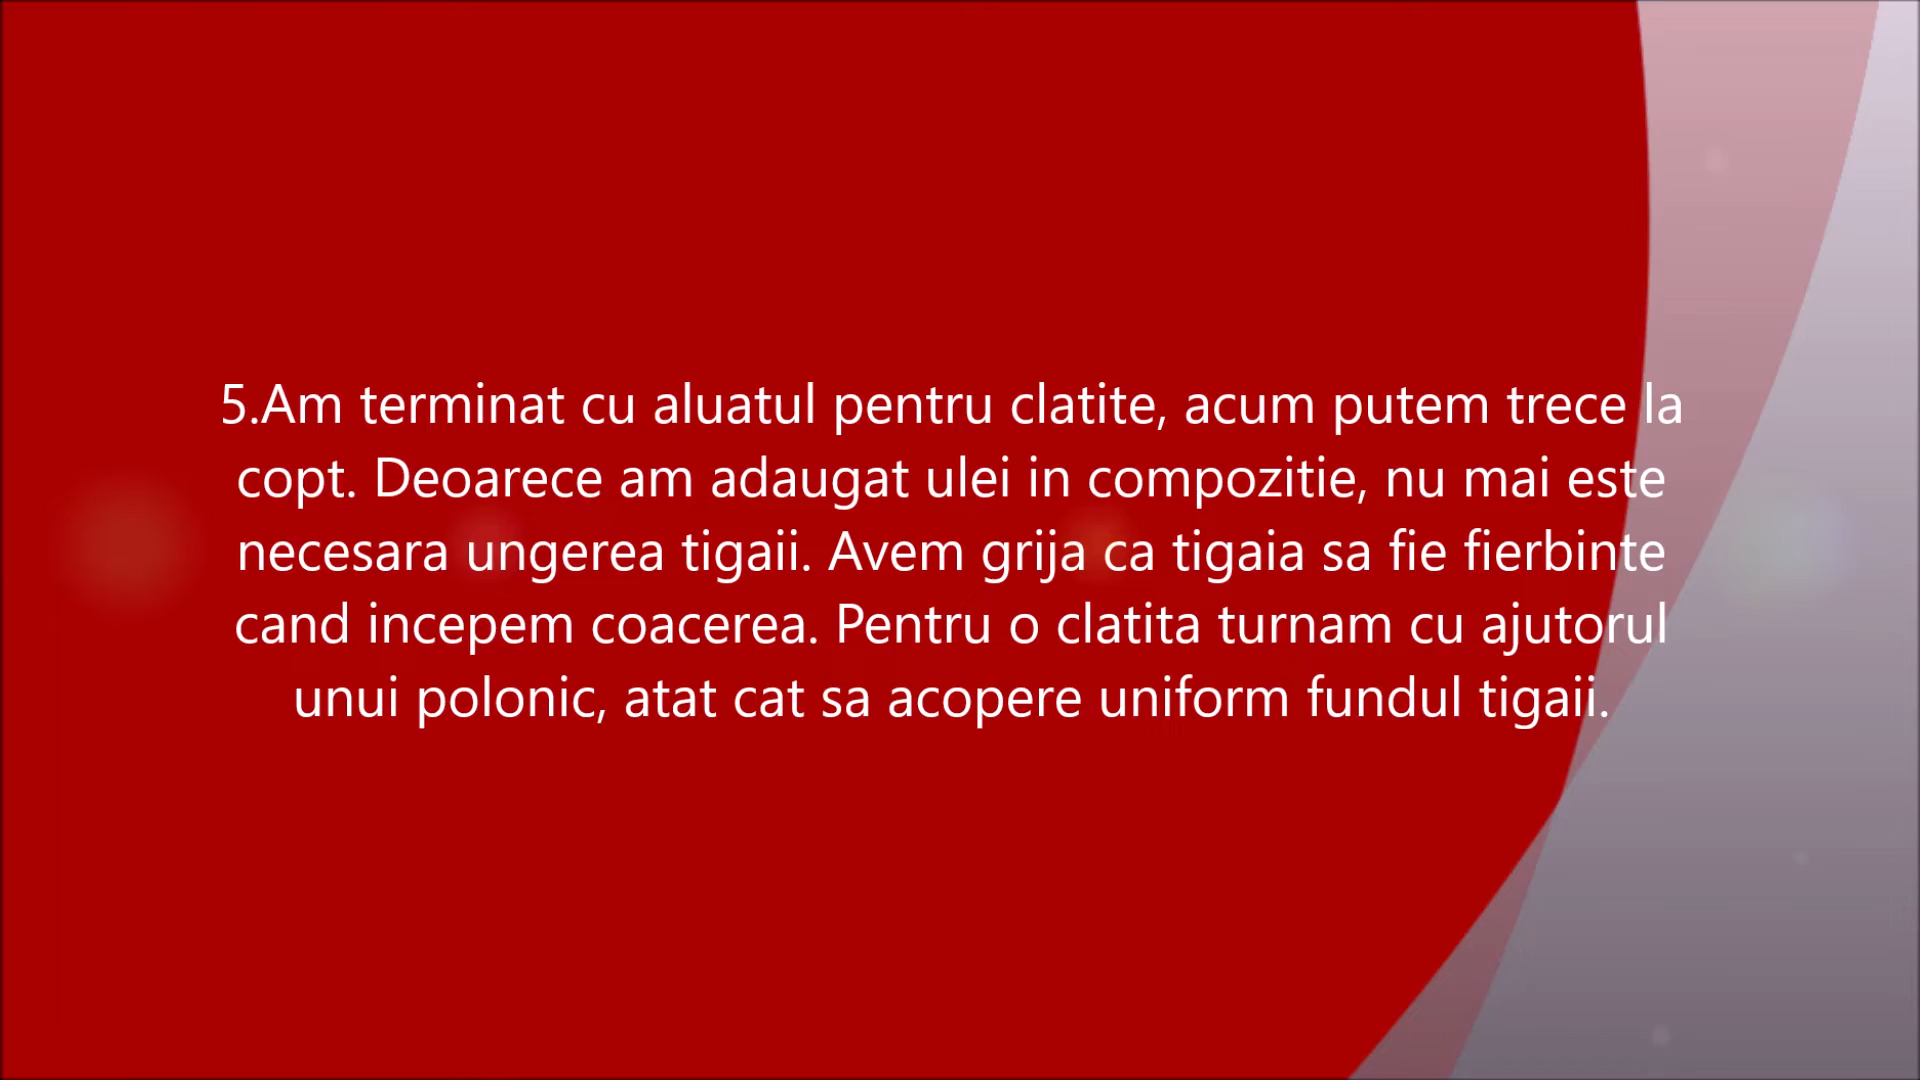 5.Am terminat cu aluatul pentru clatite, acum putem trece la
copt. Deoarece am adaugat ulei in compozitie, nu mai este
necesara ungerea tigaii. Avem grija ca tigaia sa fie fierbinte
cand incepem coacerea. Pentru o clatita turnam cu ajutorul
unui polonic, atat cat sa acopere uniform fundul tigaii.